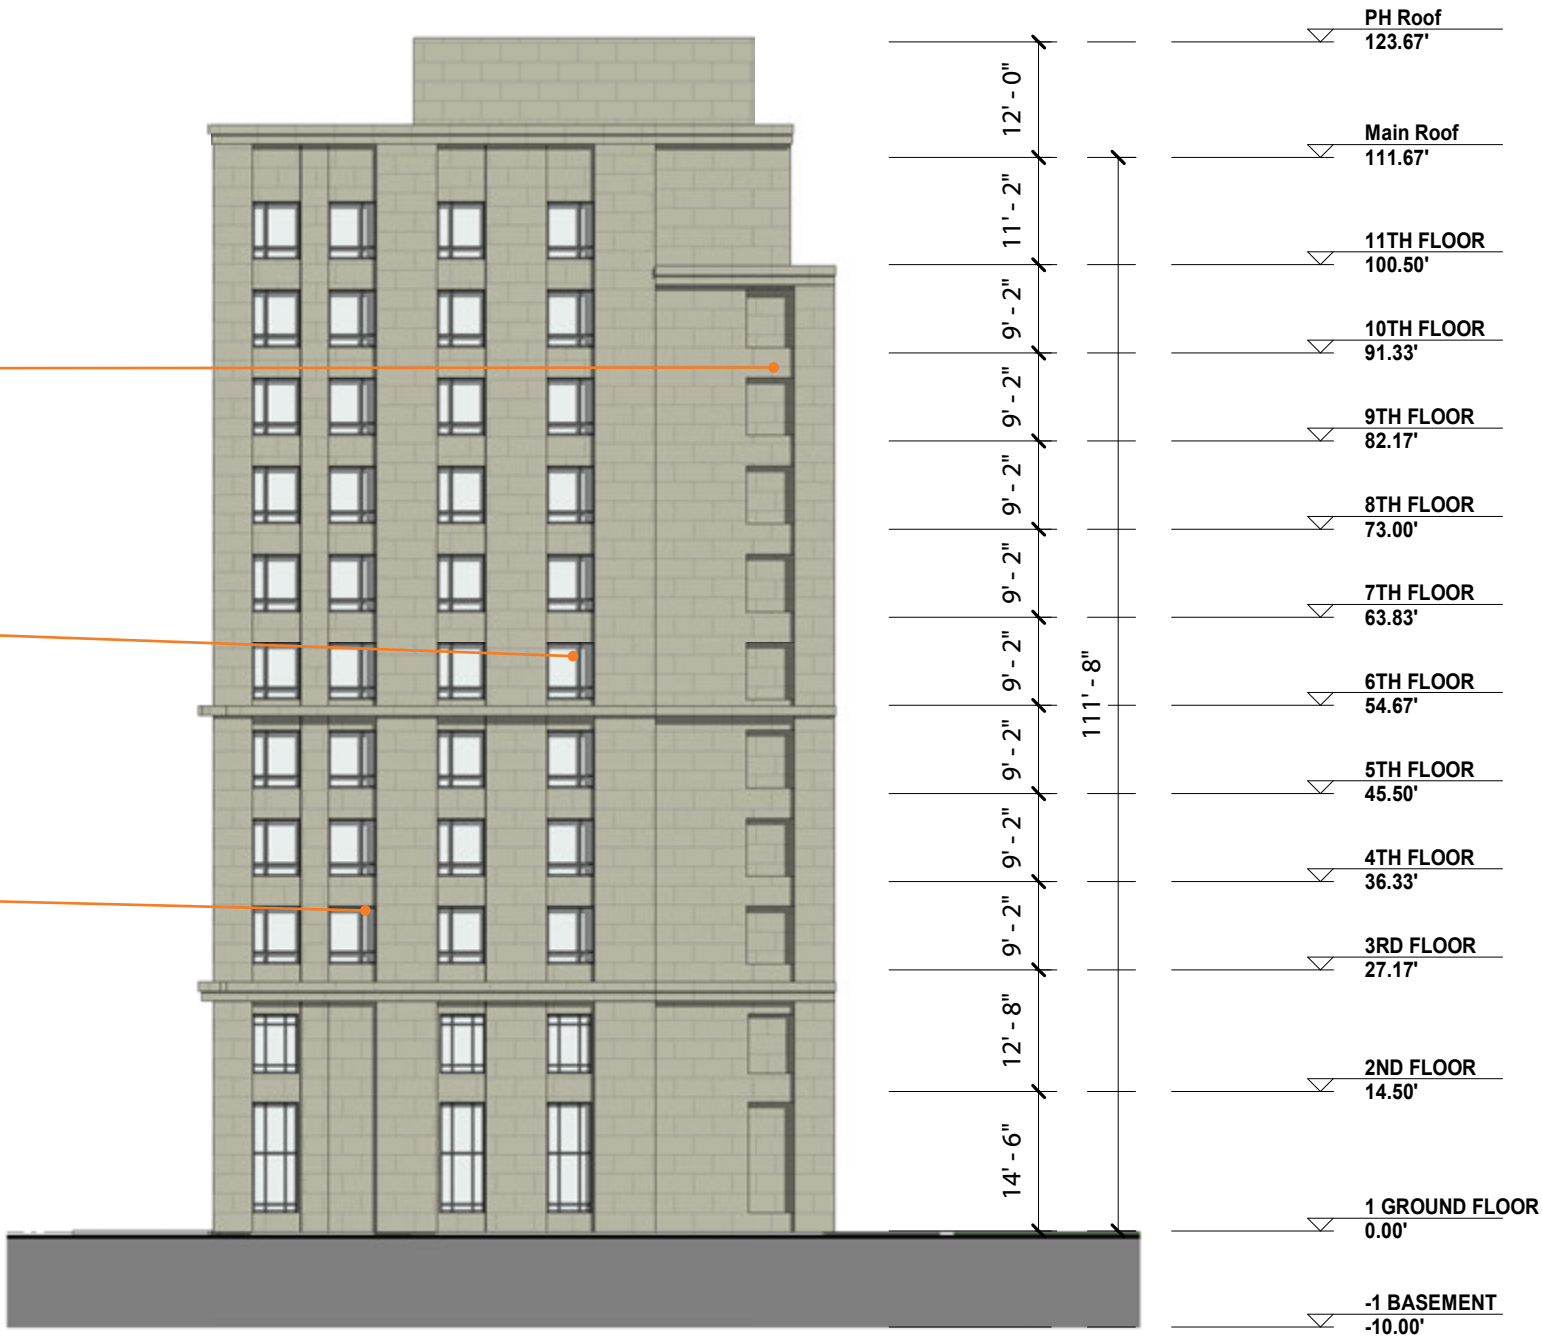 PH Roof
123.67'
12' - 0"
Main Roof
111.67'
11' - 2"
11TH FLOOR
100.50'
9' - 2"
10TH FLOOR
91.33'
9' - 2"
9TH FLOOR
82.17'
9' - 2"
8TH FLOOR
73.00'
9' - 2"
7TH FLOOR
63.83'
9' - 2"
111' - 8"
6TH FLOOR
54.67'
9' - 2"
5TH FLOOR
45.50'
9' - 2"
4TH FLOOR
36.33'
9' - 2"
3RD FLOOR
27.17'
12' - 8"
2ND FLOOR
14.50'
14' - 6"
1 GROUND FLOOR
0.00'
-1 BASEMENT
-10.00'